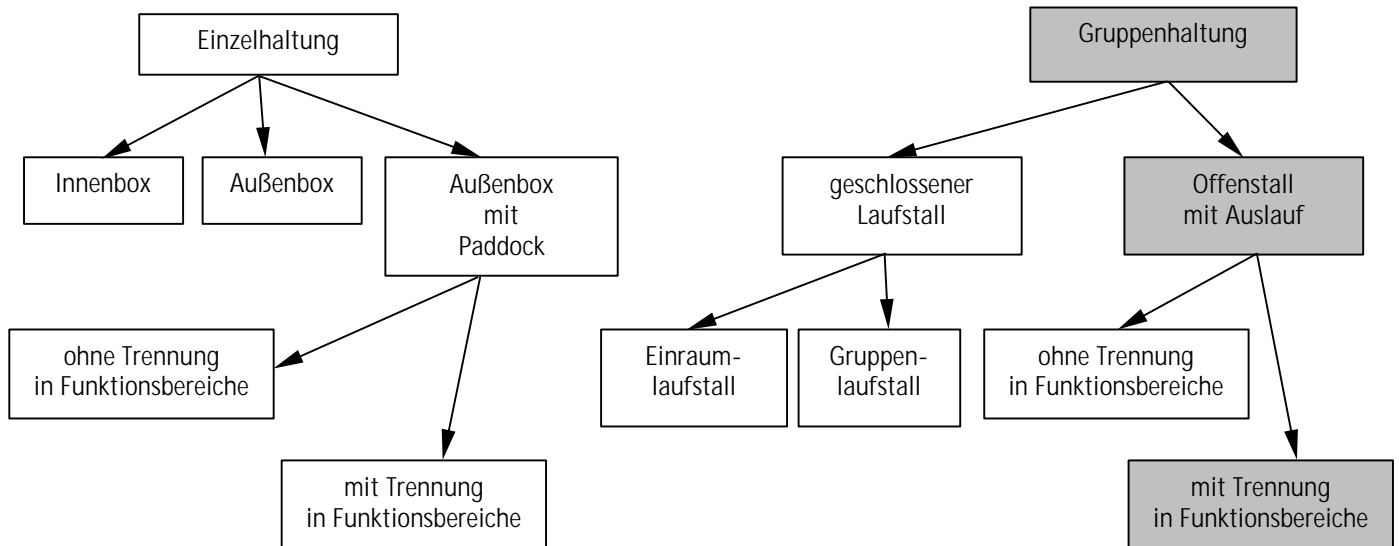 Einzelhaltung
Gruppenhaltung
Innenbox
Außenbox
Außenbox
mit
Paddock
geschlossener
Laufstall
Offenstall
mit Auslauf
ohne Trennung
in Funktionsbereiche
Einraum-
laufstall
Gruppen-
laufstall
ohne Trennung
in Funktionsbereiche
mit Trennung
in Funktionsbereiche
mit Trennung
in Funktionsbereiche